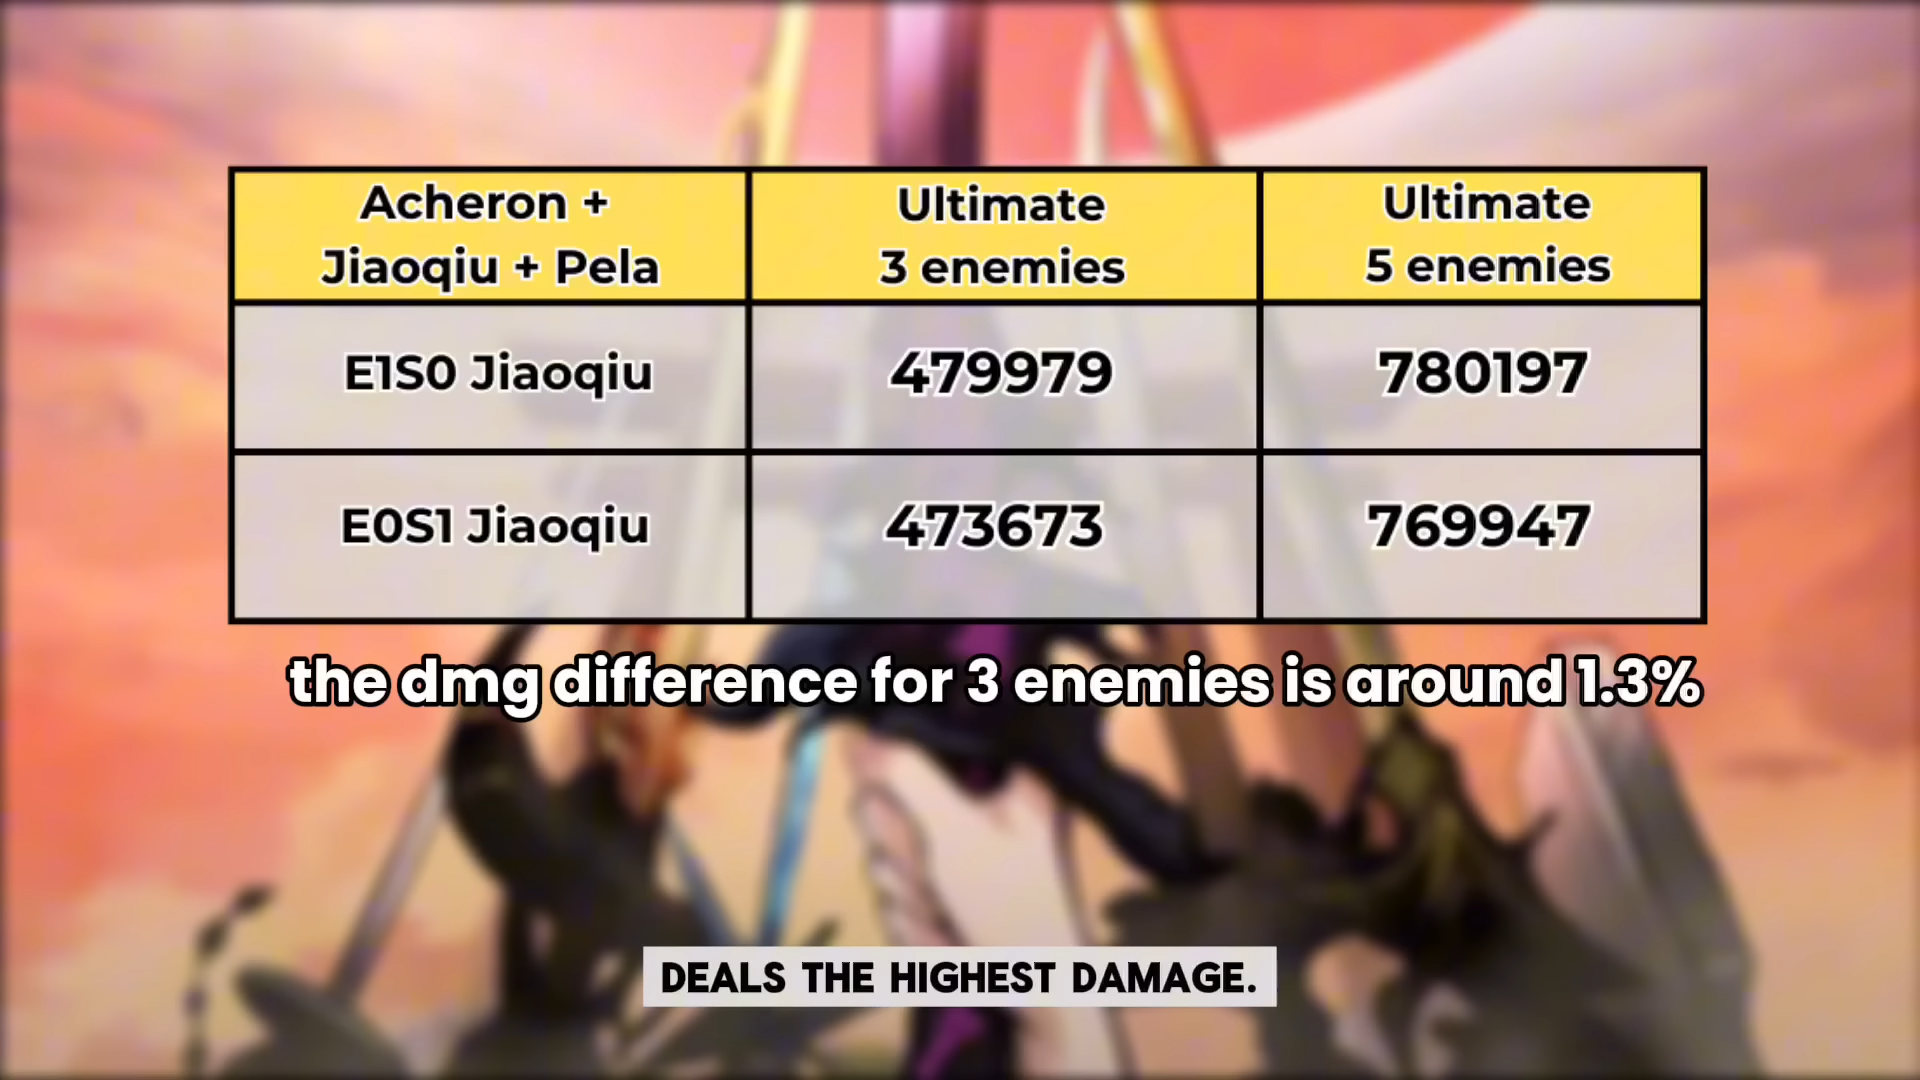 Acheron +
Jiaoqiu + Pela
Ultimate
3 enemies
Ultimate
5 enemies
E1S0 Jiaoqiu
479979
780197
E0S1 Jiaoqiu
473673
769947
the dmg difference for 3 enemies is around 1.3%
DEALS THE HIGHEST DAMAGE.